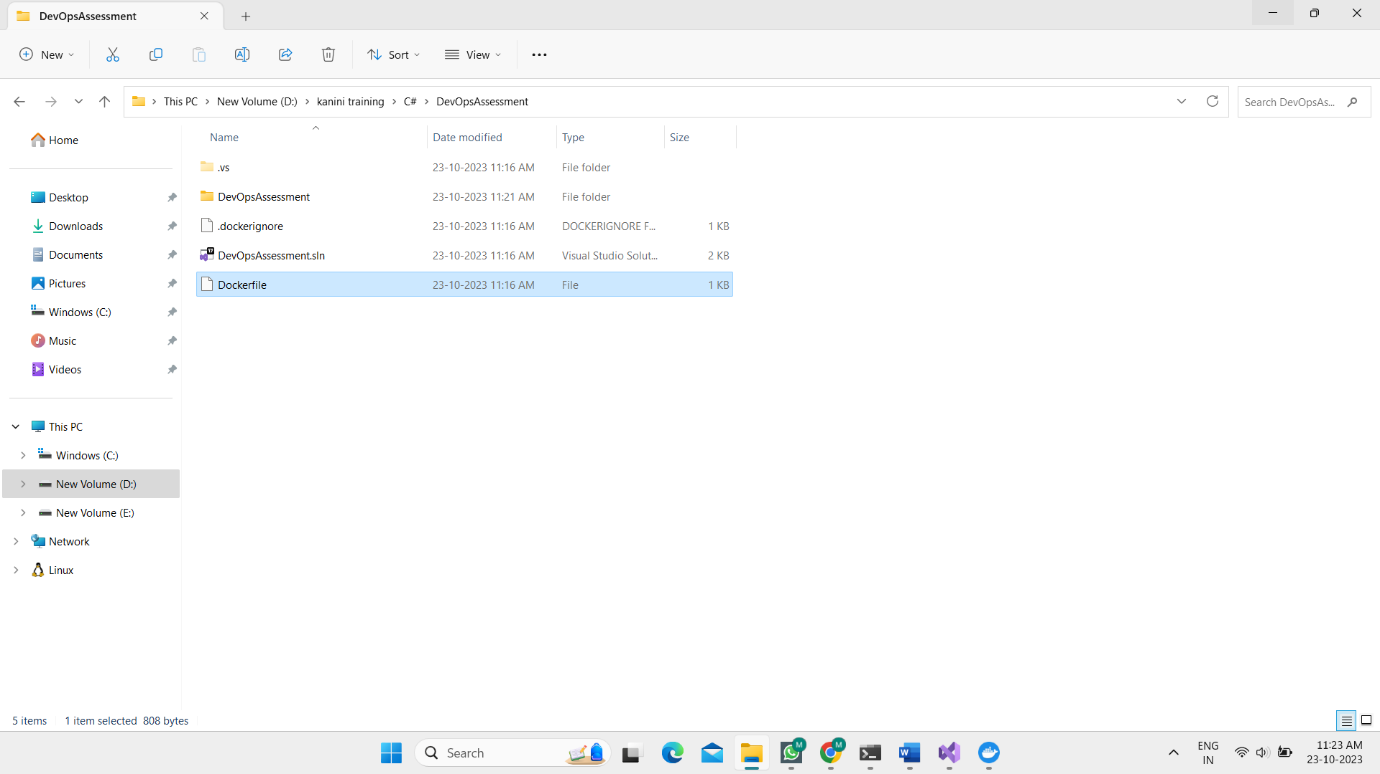 DevOpsAssessment
New
Sort
View
This PC > New Volume (D:) > kanini training > C# > DevOpsAssessment
Search DevOpsAs...
Home
Desktop
Downloads
Documents
Pictures
Windows (C:)
Music
Videos
This PC
Windows (C:)
New Volume (D:)
New Volume (E:)
Network
Linux
Name Date modified Type Size
.vs 23-10-2023 11:16 AM File folder
DevOpsAssessment 23-10-2023 11:21 AM File folder
.dockerignore 23-10-2023 11:16 AM DOCKERIGNORE F... 1 KB
DevOpsAssessment.sln 23-10-2023 11:16 AM Visual Studio Solut... 2 KB
Dockerfile 23-10-2023 11:16 AM File 1 KB
5 items 1 item selected 808 bytes
Search
M
M
ENG
IN
11:23 AM
23-10-2023